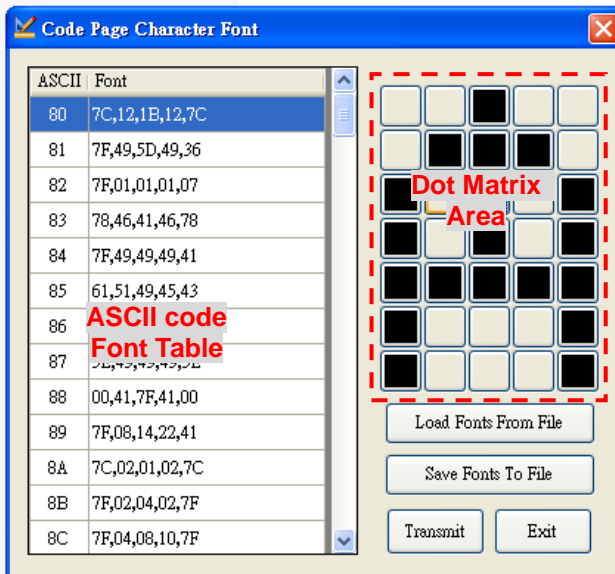 Code Page Character Font
ASCII Font
80 7C,12,1B,12,7C
81 7F,49,5D,49,36
82 7F,01,01,01,07
83 78,46,41,46,78
84 7F,49,49,49,41
85 61,51,49,45,43
86
87
88 00,41,7F,41,00
89 7F,08,14,22,41
8A 7C,02,01,02,7C
8B 7F,02,04,02,7F
8C 7F,04,08,10,7F
ASCII code
Font Table
Dot Matrix
Area
Load Fonts From File
Save Fonts To File
Transmit Exit